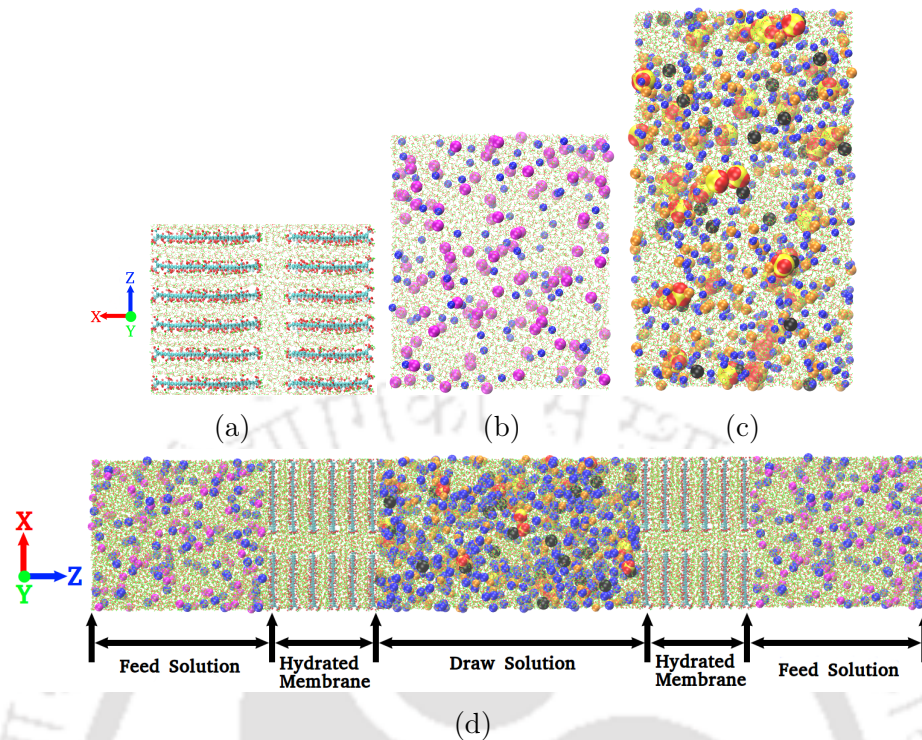 Z
X
Y
(a)
(b)
(c)
X
Z
Y
Feed Solution
Hydrated
Membrane
Draw Solution
Hydrated
Membrane
Feed Solution
(d)